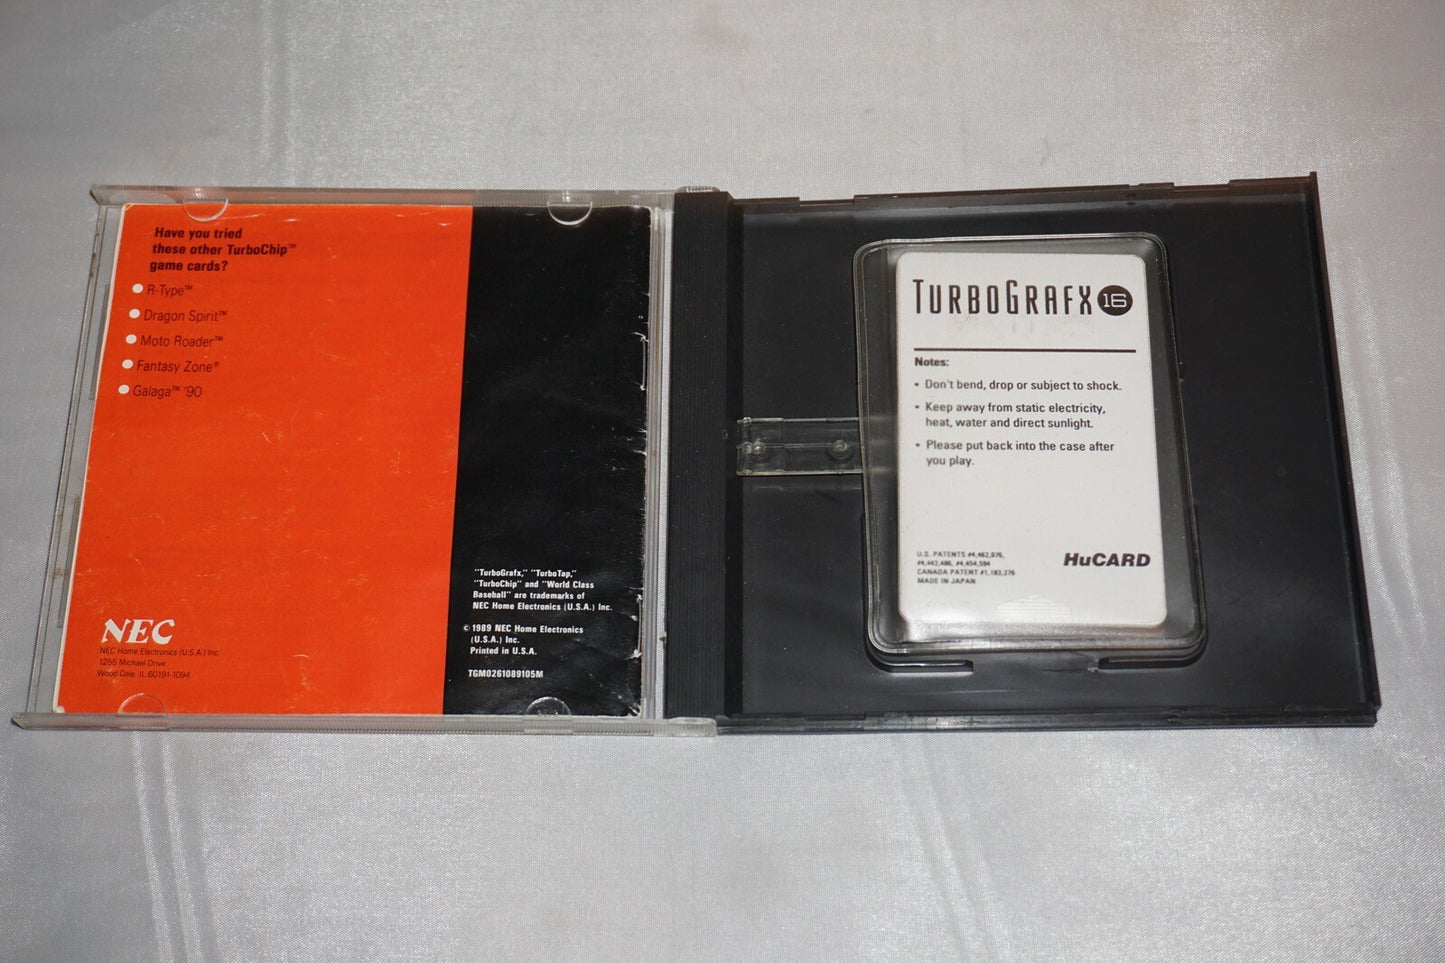 Have you tried
these other TurboChip™
game cards?
R-Type™
Dragon Spirit™
Moto Roader™
Fantasy Zone®
Galaga™ '90
NEC
NEC Home Electronics (U.S.A.) Inc.
1255 Michael Drive
Wood Dale, IL 60191-1094
"TurboGrafx," "TurboTap,"
"TurboChip" and "World Class
Baseball" are trademarks of
NEC Home Electronics (U.S.A.) Inc.
© 1989 NEC Home Electronics
(U.S.A.) Inc.
Printed in U.S.A.
TGM0261089105M
TURBOGRAFX 16
Notes:
• Don't bend, drop or subject to shock.
• Keep away from static electricity,
heat, water and direct sunlight.
• Please put back into the case after
you play.
U.S. PATENTS #4,462,076,
#4,442,486, #4,454,594
CANADA PATENT #1,183,276
MADE IN JAPAN
HuCARD